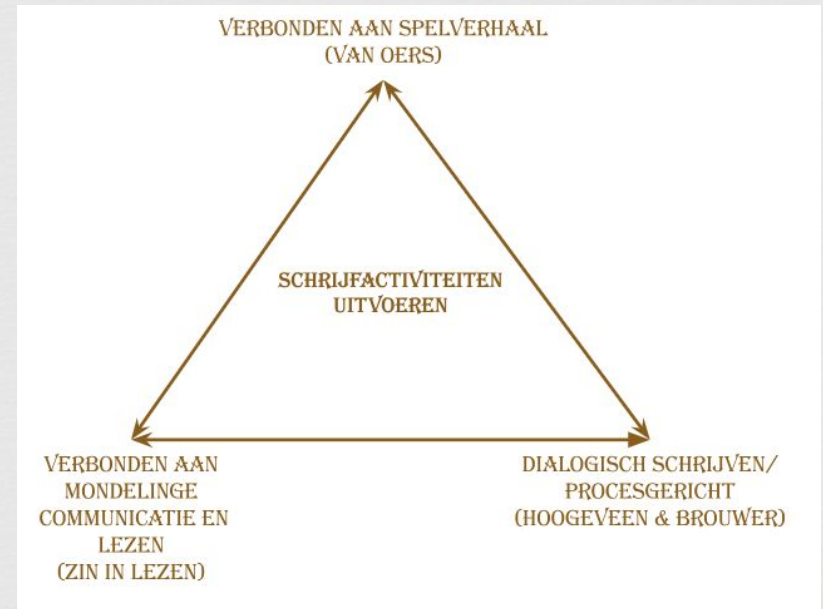 VERBONDEN AAN SPELVERHAAL
(VAN OERS)
SCHRIJFACTIVITEITEN
UITVOEREN
VERBONDEN AAN
MONDELINGE
COMMUNICATIE EN
LEZEN
(ZIN IN LEZEN)
DIALOGISCH SCHRIJVEN/
PROCESGERICHT
(HOOGEVEEN & BROUWER)